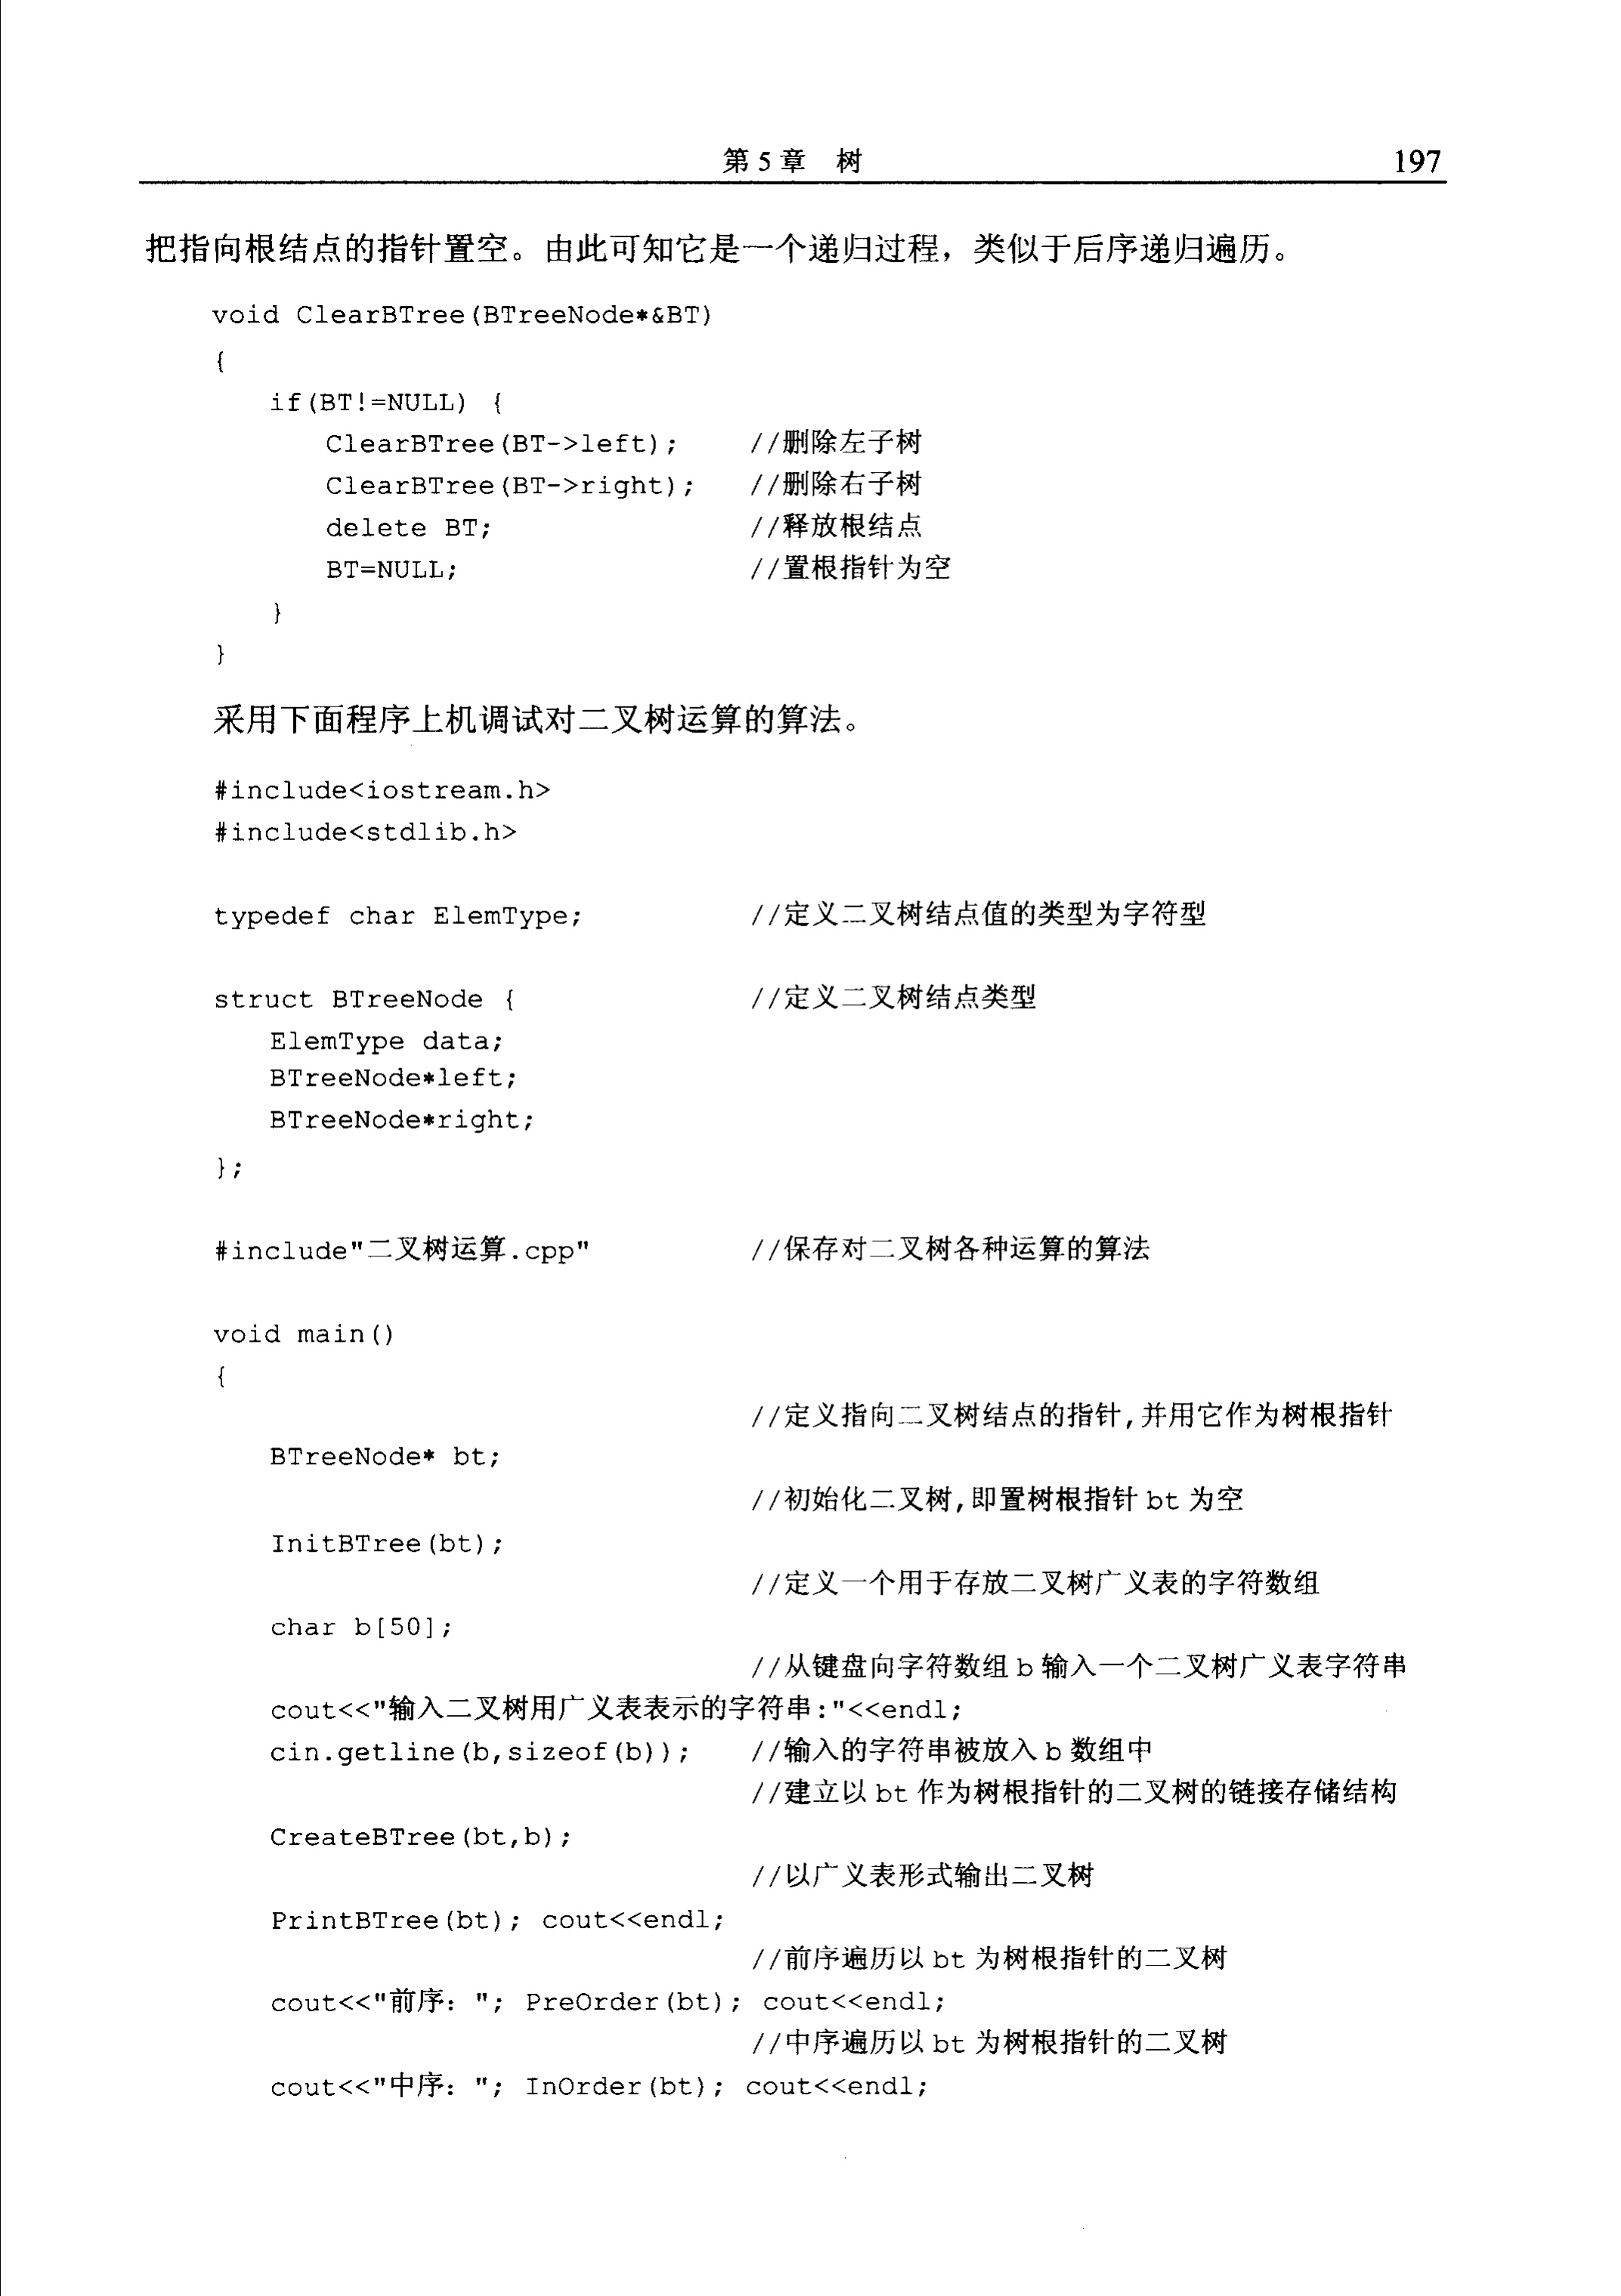 第 5 章 树 197
把指向根结点的指针置空。由此可知它是一个递归过程，类似于后序递归遍历。
void ClearBTree(BTreeNode*&BT)
{
if(BT!=NULL) {
ClearBTree(BT->left); //删除左子树
ClearBTree(BT->right); //删除右子树
delete BT; //释放根结点
BT=NULL; //置根指针为空
}
}
采用下面程序上机调试对二叉树运算的算法。
#include<iostream.h>
#include<stdlib.h>
typedef char ElemType; //定义二叉树结点值的类型为字符型
struct BTreeNode { //定义二叉树结点类型
ElemType data;
BTreeNode*left;
BTreeNode*right;
};
#include"二叉树运算.cpp" //保存对二叉树各种运算的算法
void main()
{
//定义指向二叉树结点的指针,并用它作为树根指针
BTreeNode* bt;
//初始化二叉树,即置树根指针 bt 为空
InitBTree(bt);
//定义一个用于存放二叉树广义表的字符数组
char b[50];
//从键盘向字符数组 b 输入一个二叉树广义表字符串
cout<<"输入二叉树用广义表表示的字符串:"<<endl;
cin.getline(b,sizeof(b)); //输入的字符串被放入 b 数组中
//建立以 bt 作为树根指针的二叉树的链接存储结构
CreateBTree(bt,b);
//以广义表形式输出二叉树
PrintBTree(bt); cout<<endl;
//前序遍历以 bt 为树根指针的二叉树
cout<<"前序: "; PreOrder(bt); cout<<endl;
//中序遍历以 bt 为树根指针的二叉树
cout<<"中序: "; InOrder(bt); cout<<endl;